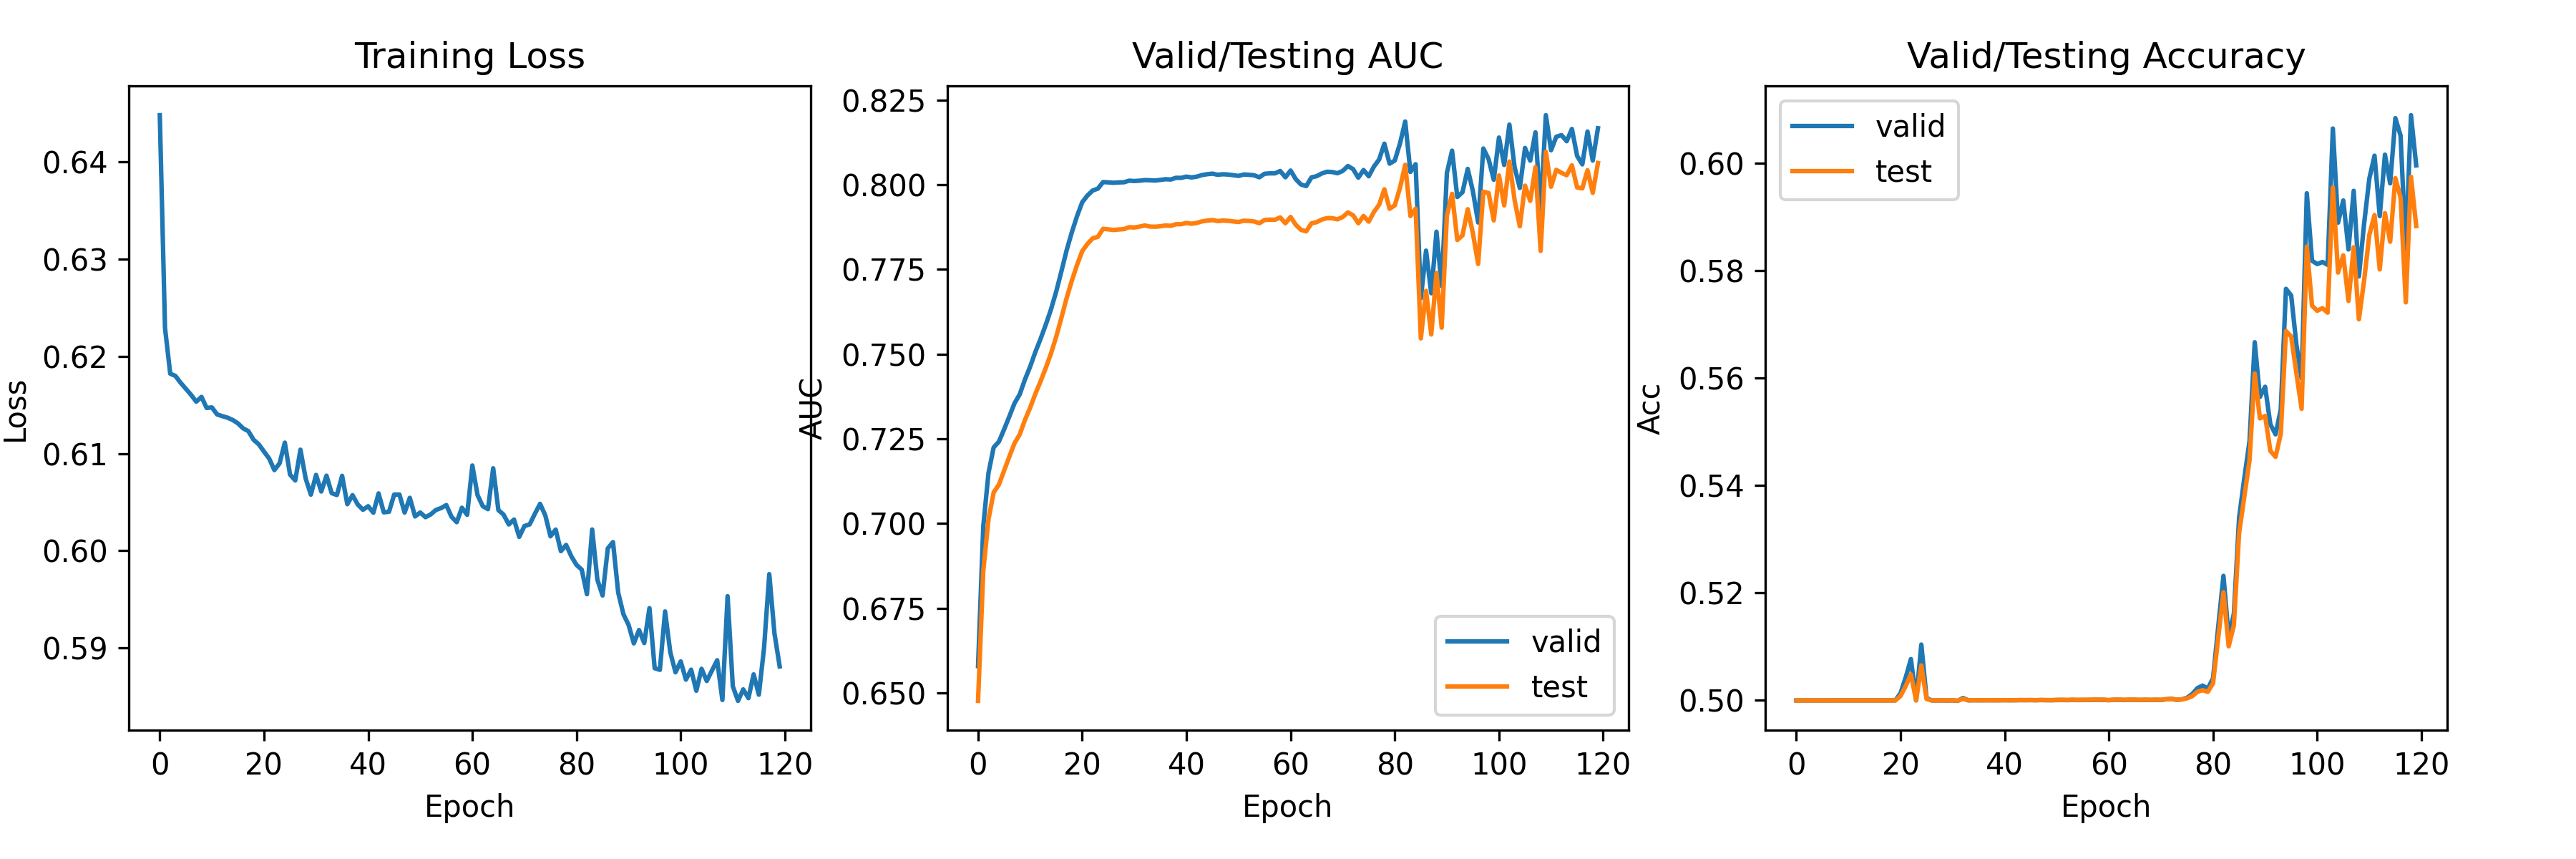 Training Loss
0.64
0.63
0.62
0.61
0.60
0.59
Loss
0 20 40 60 80 100 120
Epoch
Valid/Testing AUC
0.825
0.800
0.775
0.750
0.725
0.700
0.675
0.650
AUC
valid
test
0 20 40 60 80 100 120
Epoch
Valid/Testing Accuracy
valid
test
0.60
0.58
0.56
0.54
0.52
0.50
Acc
0 20 40 60 80 100 120
Epoch